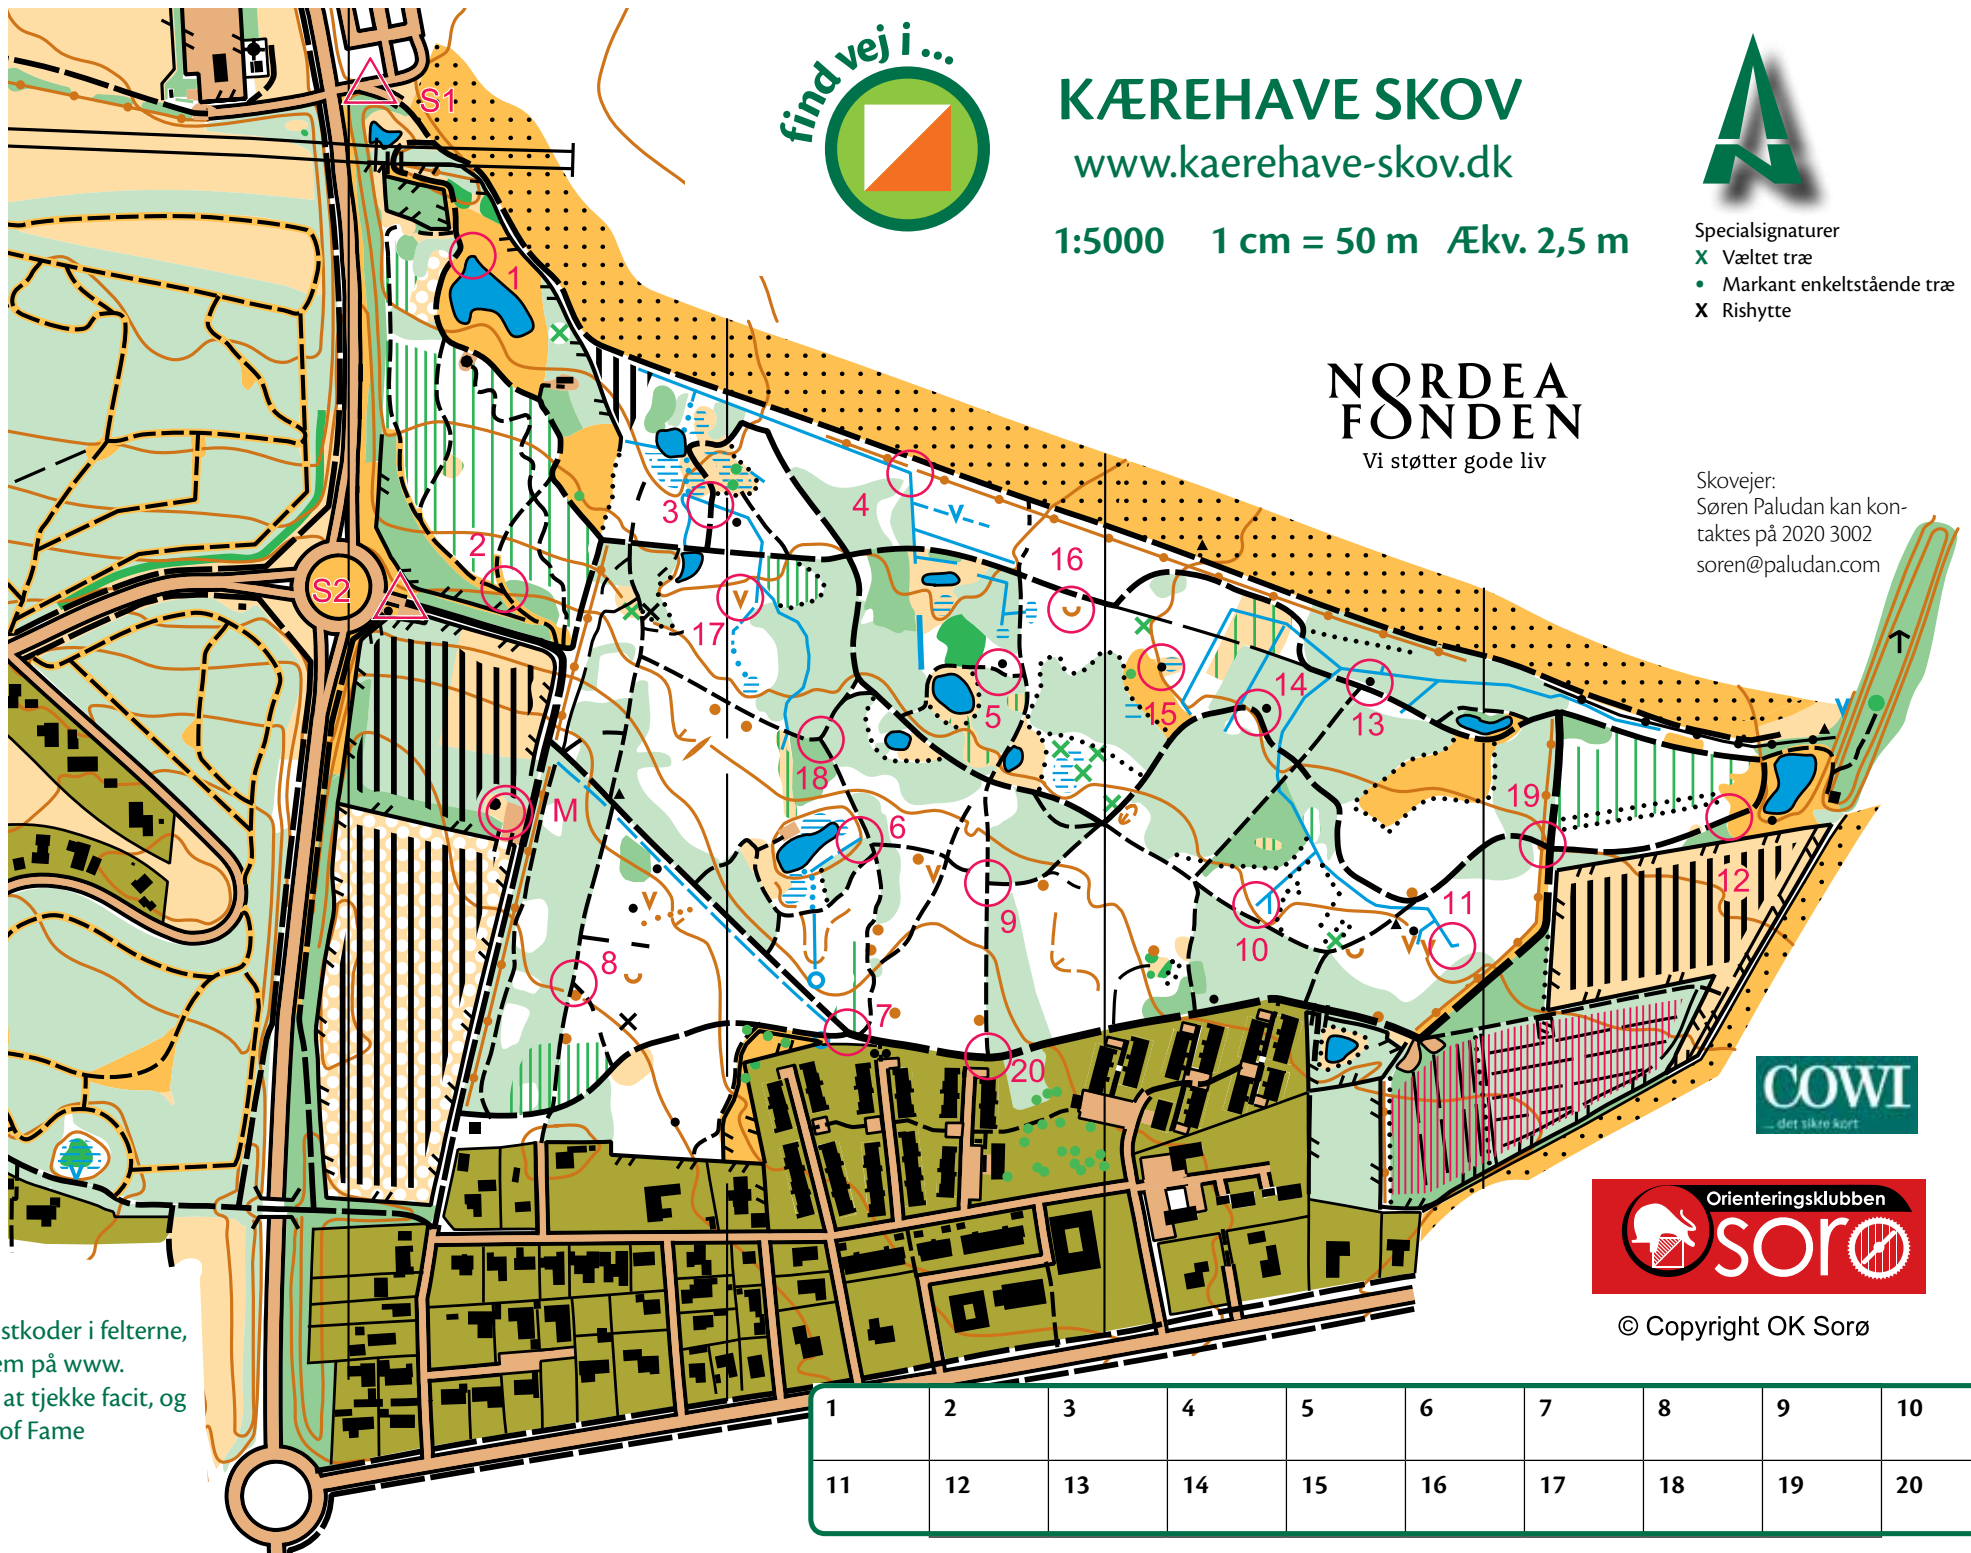 find vej i ...
KÆREHAVE SKOV
www.kaerehave-skov.dk
1:5000 1 cm = 50 m Ækv. 2,5 m
Specialsignaturer
X Væltet træ
• Markant enkeltstående træ
X Rishytte
NORDEA
FONDEN
Vi støtter gode liv
Skovejer:
Søren Paludan kan kon-
taktes på 2020 3002
soren@paludan.com
S1
1
2
3
4
16
S2
17
5
15
14
13
18
6
M
19
12
9
10
11
8
7
20
COWI
... det sikre kort
Orienteringsklubben
sorø
© Copyright OK Sorø
stkoder i felterne,
em på www.
at tjekke facit, og
of Fame
1 2 3 4 5 6 7 8 9 10
11 12 13 14 15 16 17 18 19 20